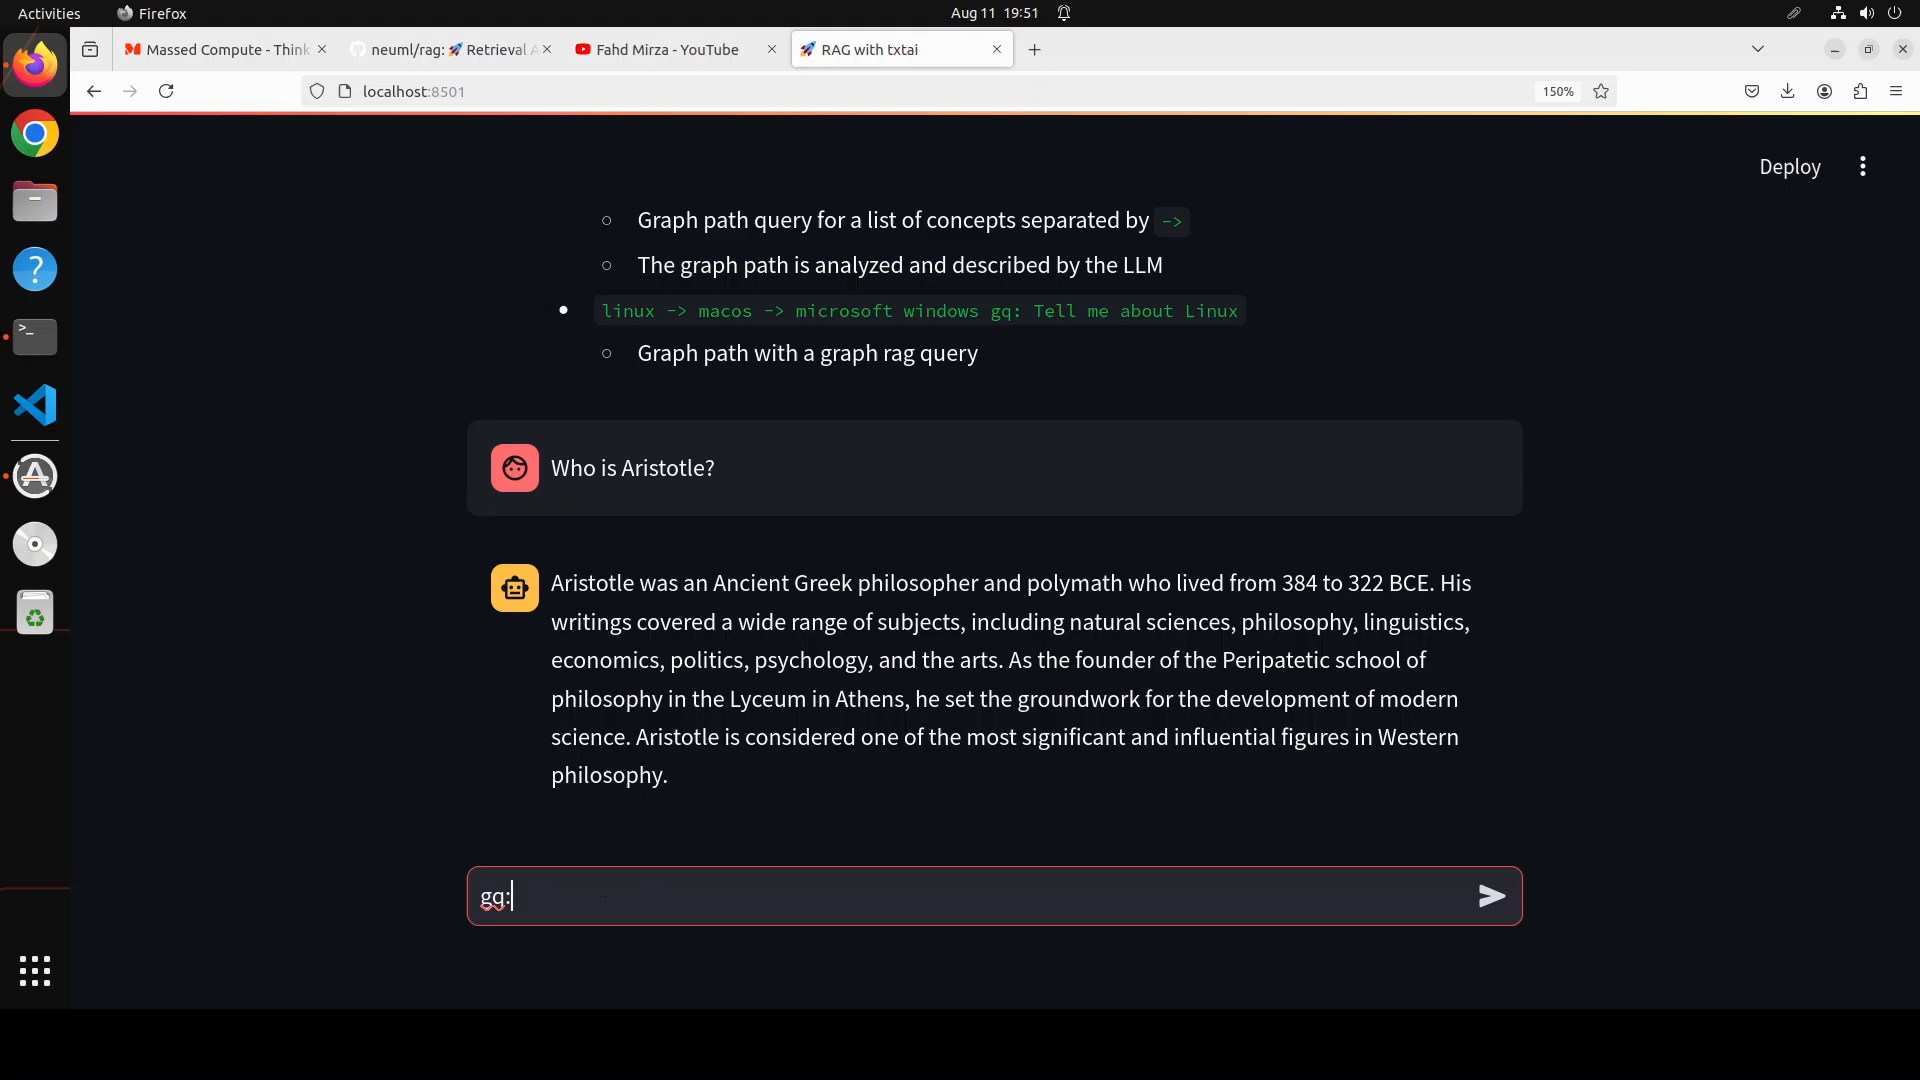 Activities
Firefox
Aug 11 19:51
Massed Compute - Think
neuml/rag: 🚀 Retrieval A
Fahd Mirza - YouTube
🚀 RAG with txtai
localhost:8501
150%
Deploy
Graph path query for a list of concepts separated by ->
The graph path is analyzed and described by the LLM
linux -> macos -> microsoft windows gq: Tell me about Linux
Graph path with a graph rag query
Who is Aristotle?
Aristotle was an Ancient Greek philosopher and polymath who lived from 384 to 322 BCE. His
writings covered a wide range of subjects, including natural sciences, philosophy, linguistics,
economics, politics, psychology, and the arts. As the founder of the Peripatetic school of
philosophy in the Lyceum in Athens, he set the groundwork for the development of modern
science. Aristotle is considered one of the most significant and influential figures in Western
philosophy.
gq: